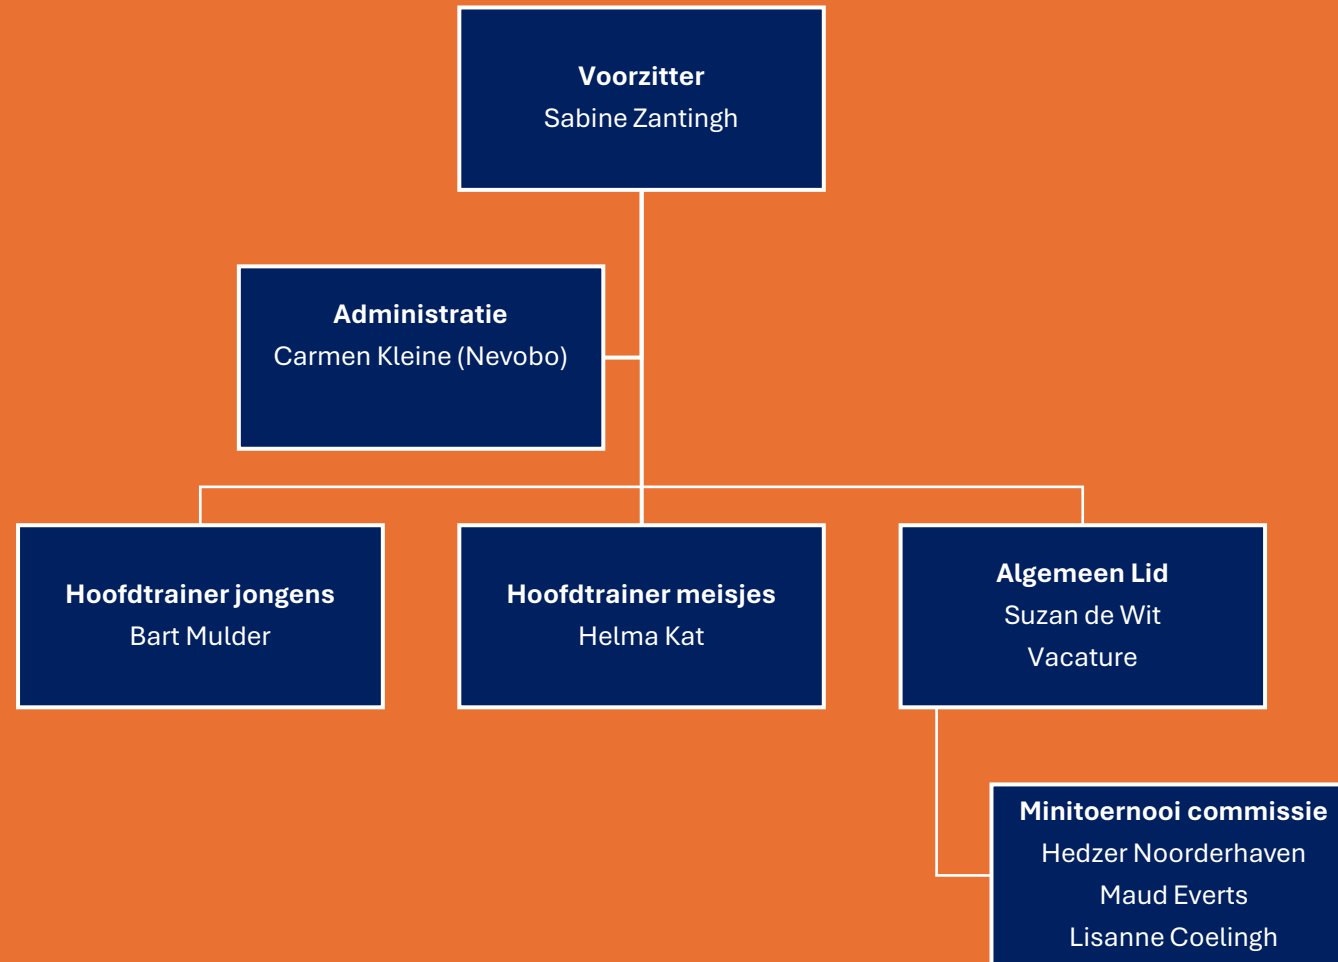 Voorzitter
Sabine Zantingh
Administratie
Carmen Kleine (Nevobo)
Hoofdtrainer jongens
Bart Mulder
Hoofdtrainer meisjes
Helma Kat
Algemeen Lid
Suzan de Wit
Vacature
Minitoernooi commissie
Hedzer Noorderhaven
Maud Everts
Lisanne Coelingh